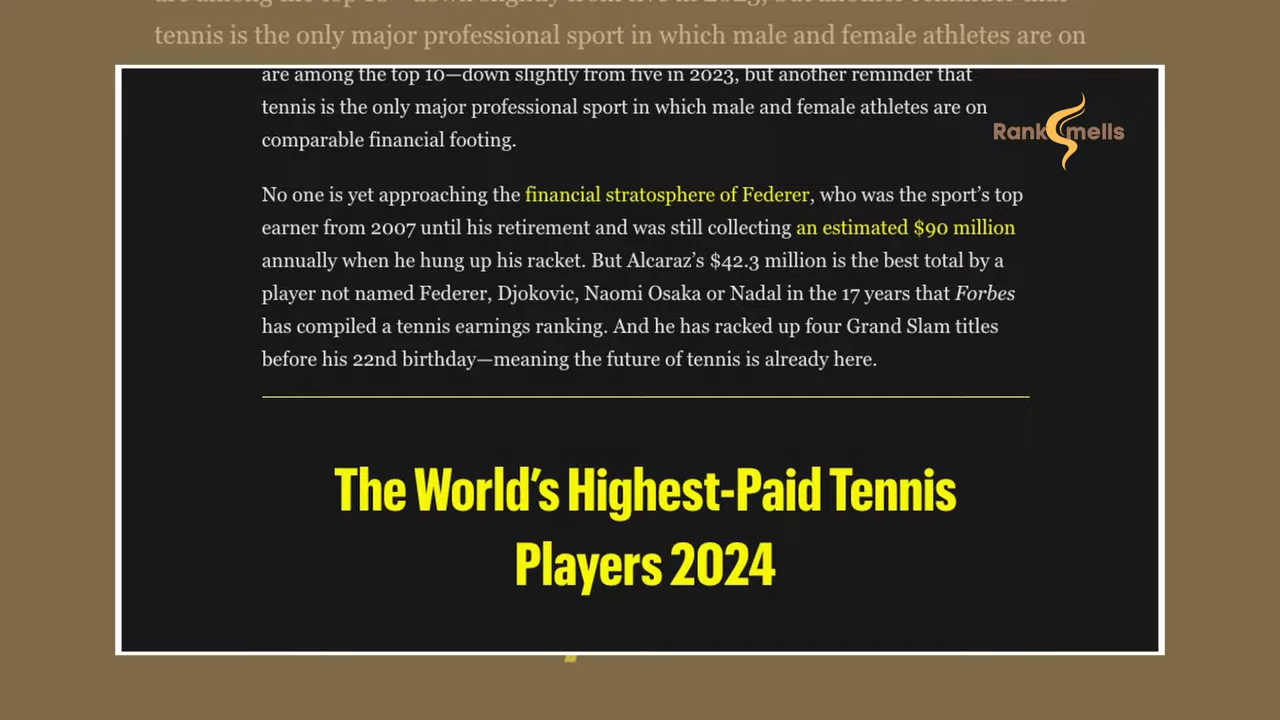 tennis is the only major professional sport in which male and female athletes are on
are among the top 10—down slightly from five in 2023, but another reminder that
tennis is the only major professional sport in which male and female athletes are on
comparable financial footing.
RankSmells
No one is yet approaching the financial stratosphere of Federer, who was the sport's top
earner from 2007 until his retirement and was still collecting an estimated $90 million
annually when he hung up his racket. But Alcaraz's $42.3 million is the best total by a
player not named Federer, Djokovic, Naomi Osaka or Nadal in the 17 years that Forbes
has compiled a tennis earnings ranking. And he has racked up four Grand Slam titles
before his 22nd birthday—meaning the future of tennis is already here.
The World's Highest-Paid Tennis
Players 2024